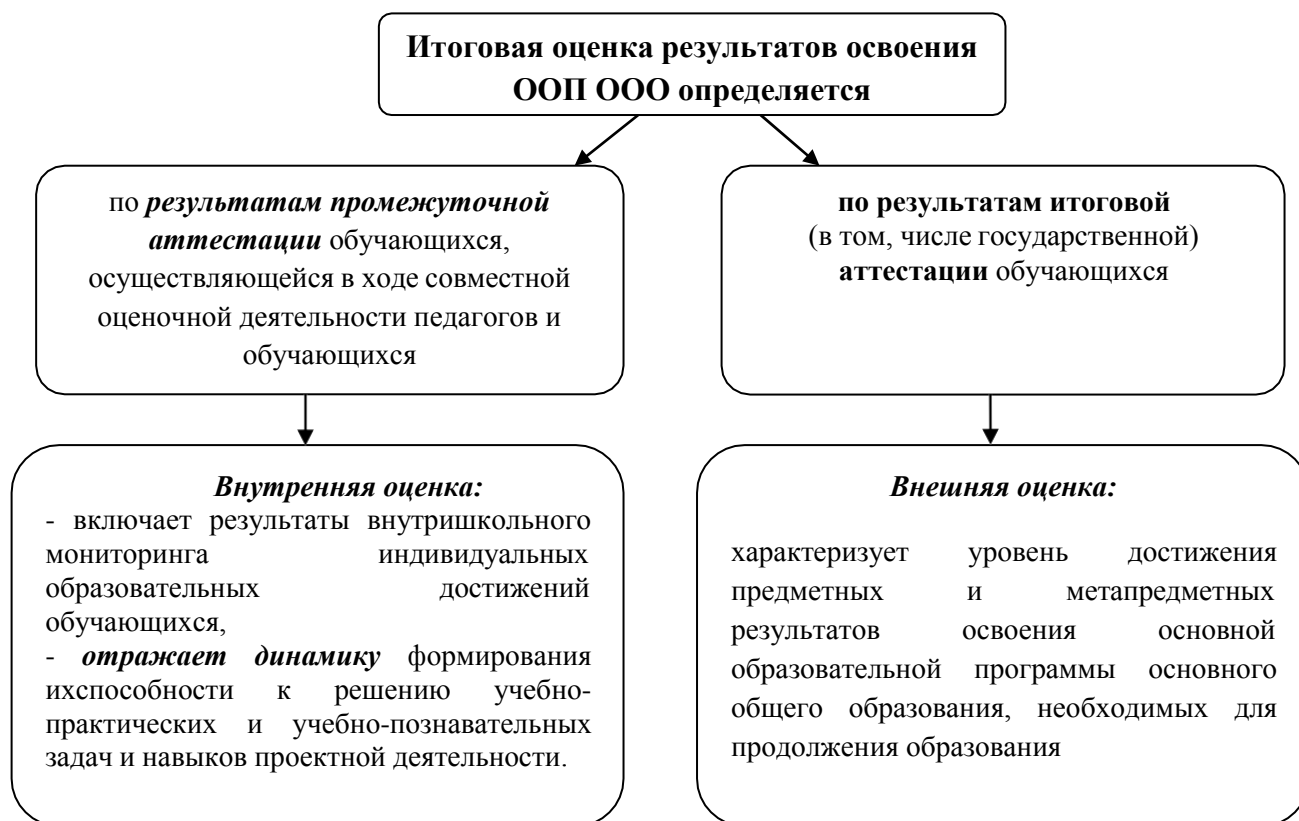 Итоговая оценка результатов освоения
ООП ООО определяется
по результатам промежуточной
аттестации обучающихся,
осуществляющейся в ходе совместной
оценочной деятельности педагогов и
обучающихся
по результатам итоговой
(в том, числе государственной)
аттестации обучающихся
Внутренняя оценка:
- включает результаты внутришкольного
мониторинга индивидуальных
образовательных достижений
обучающихся,
- отражает динамику формирования
ихспособности к решению учебно-
практических и учебно-познавательных
задач и навыков проектной деятельности.
Внешняя оценка:
характеризует уровень достижения
предметных и метапредметных
результатов освоения основной
образовательной программы основного
общего образования, необходимых для
продолжения образования